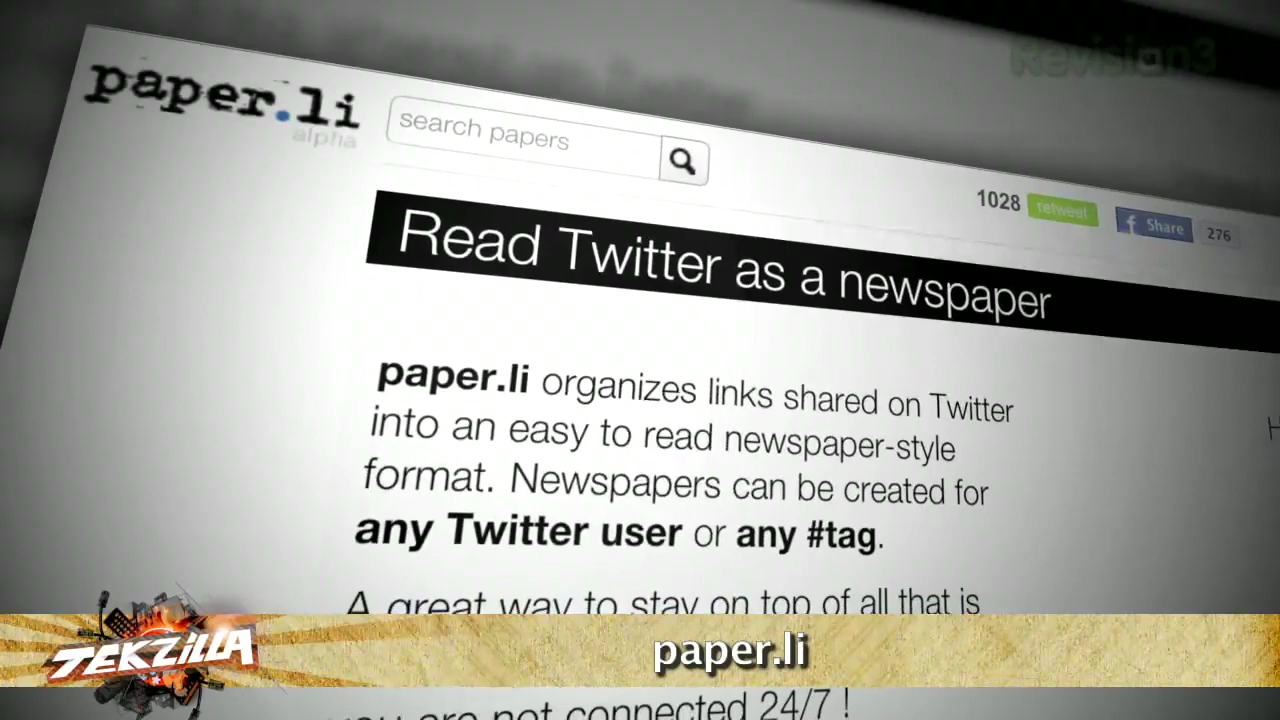 Revision3
paper.li
alpha
search papers
1028 retweet
Share 276
Read Twitter as a newspaper
paper.li organizes links shared on Twitter
into an easy to read newspaper-style
format. Newspapers can be created for
any Twitter user or any #tag.
A great way to stay on top of all that is
TEKZILLA
paper.li
you are not connected 24/7 !